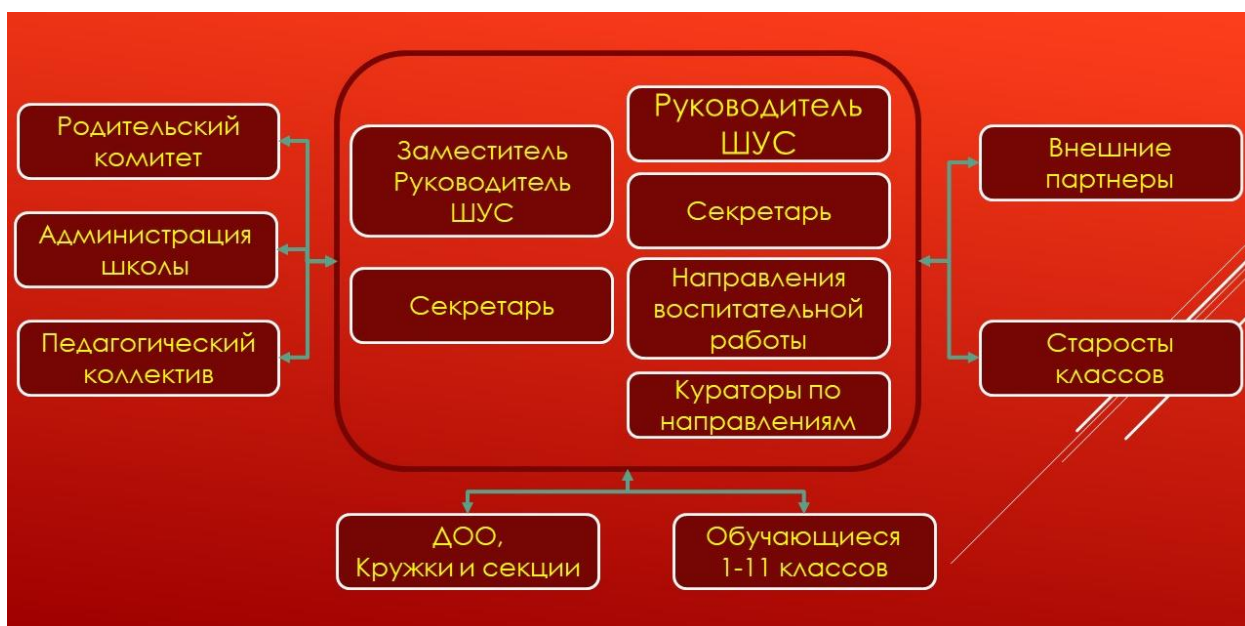 Родительский
комитет
Администрация
школы
Педагогический
коллектив
Заместитель
Руководитель
ШУС
Секретарь
Руководитель
ШУС
Секретарь
Направления
воспитательной
работы
Кураторы по
направлениям
Внешние
партнеры
Старосты
классов
ДОО,
Кружки и секции
Обучающиеся
1-11 классов